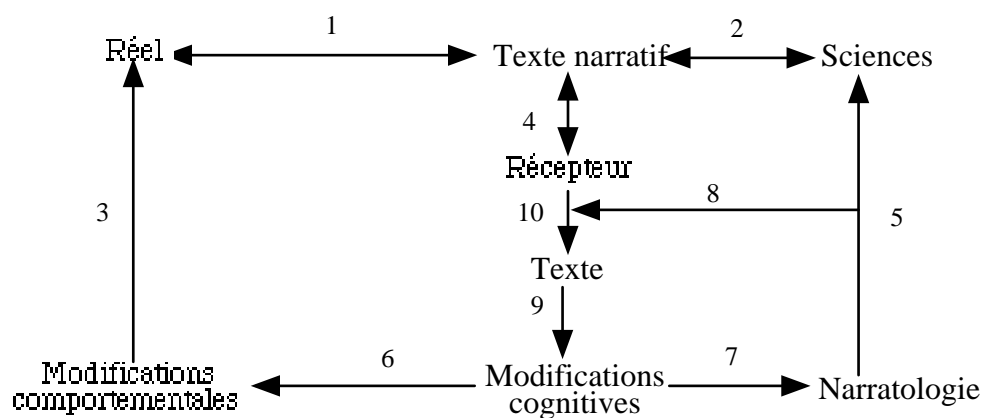 1
2
Réel
Texte narratif
Sciences
4
Récepteur
3
10
8
5
Texte
9
6
7
Modifications
comportementales
Modifications
cognitives
Narratologie